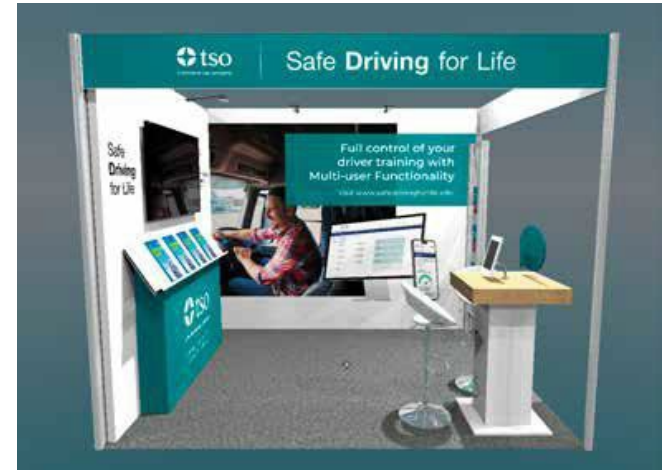 tso
Safe Driving for Life
Safe
Driving
for Life
Full control of your
driver training with
Multi-user Functionality
tso